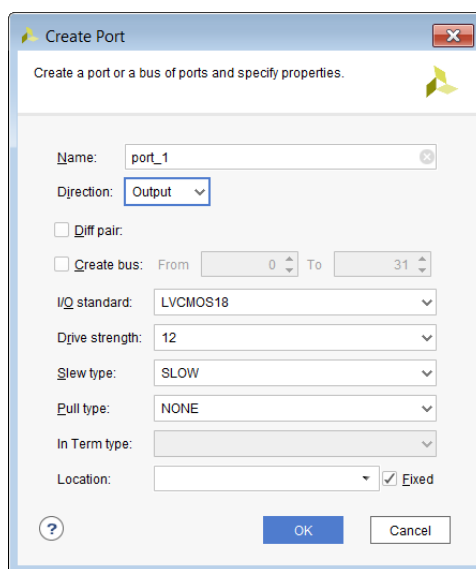 Create Port
Create a port or a bus of ports and specify properties.
Name: port_1
Direction: Output
Diff pair:
Create bus: From 0 To 31
I/O standard: LVCMOS18
Drive strength: 12
Slew type: SLOW
Pull type: NONE
In Term type:
Location: Fixed
? OK Cancel